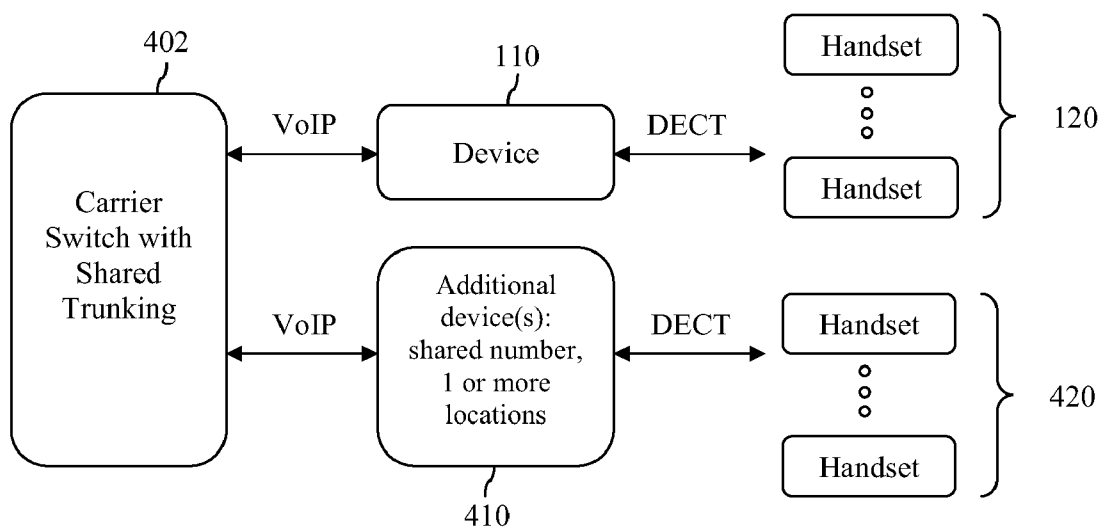 402
110
Handset
VoIP
Device
DECT
120
Handset
Carrier
Switch with
Shared
Trunking
VoIP
Additional
device(s):
shared number,
1 or more
locations
DECT
Handset
420
Handset
410